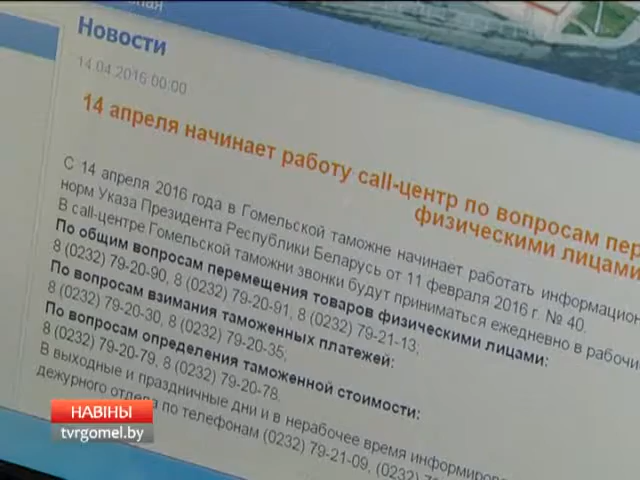 Новости
14.04.2016 00:00
14 апреля начинает работу call-центр по вопросам пер
физическими лицами
С 14 апреля 2016 года в Гомельской таможне начинает работать информацион
норм Указа Президента Республики Беларусь от 11 февраля 2016 г. № 40.
В call-центре Гомельской таможни звонки будут приниматься ежедневно в рабочи
По общим вопросам перемещения товаров физическими лицами:
8 (0232) 79-20-90, 8 (0232) 79-20-91, 8 (0232) 79-21-13;
По вопросам взимания таможенных платежей:
8 (0232) 79-20-30, 8 (0232) 79-20-35;
По вопросам определения таможенной стоимости:
8 (0232) 79-20-79, 8 (0232) 79-20-78.
В выходные и праздничные дни и в нерабочее время информиров
дежурного отдела по телефонам (0232) 79-21-09, (0232)
НАВІНЫ
tvrgomel.by